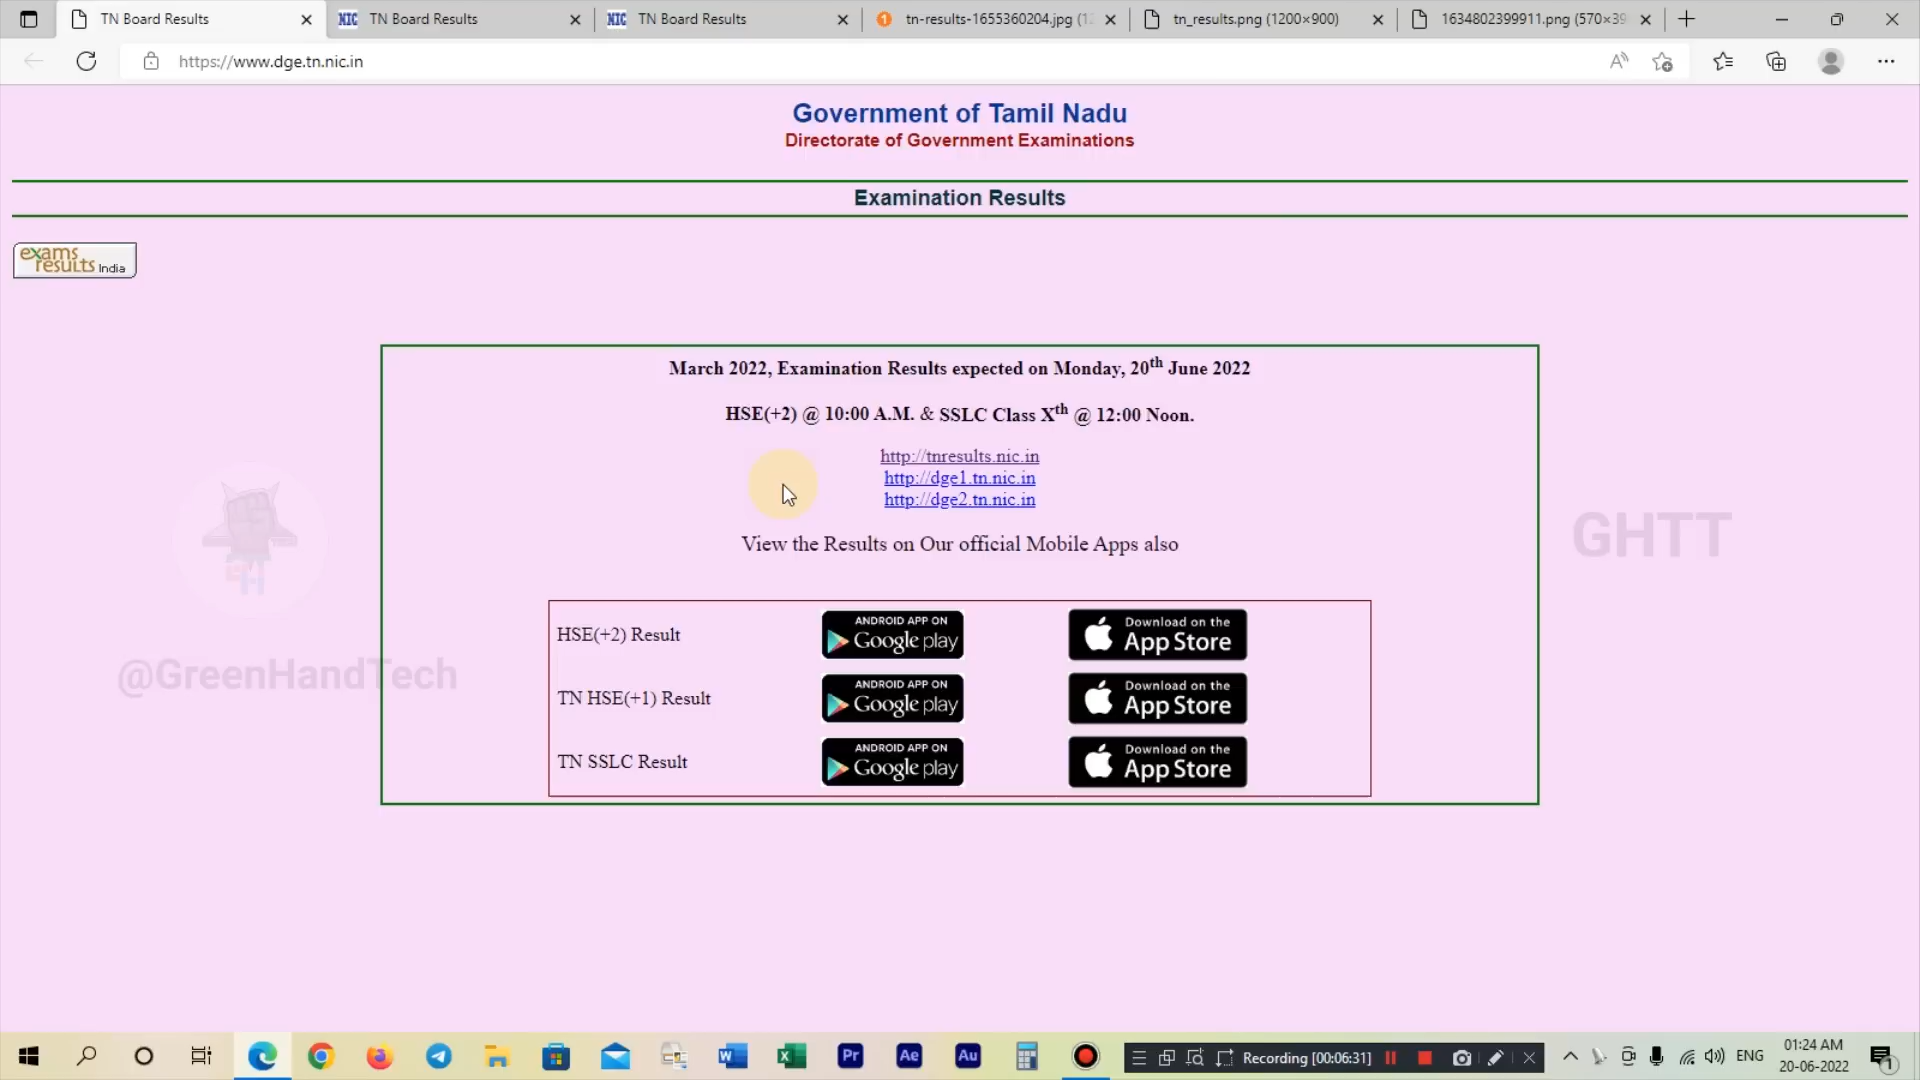 TN Board Results
NIC TN Board Results
NIC TN Board Results
tn-results-1655360204.jpg (1
tn_results.png (1200×900)
1634802399911.png (570×39
https://www.dge.tn.nic.in
Government of Tamil Nadu
Directorate of Government Examinations
Examination Results
exams
results India
March 2022, Examination Results expected on Monday, 20th June 2022
HSE(+2) @ 10:00 A.M. & SSLC Class Xth @ 12:00 Noon.
http://tnresults.nic.in
http://dge1.tn.nic.in
http://dge2.tn.nic.in
View the Results on Our official Mobile Apps also
HSE(+2) Result
ANDROID APP ON
Google play
Download on the
App Store
TN HSE(+1) Result
ANDROID APP ON
Google play
Download on the
App Store
TN SSLC Result
ANDROID APP ON
Google play
Download on the
App Store
GHTT
@GreenHandTech
Pr
Ae
Au
Recording [00:06:31]
ENG
01:24 AM
20-06-2022
1